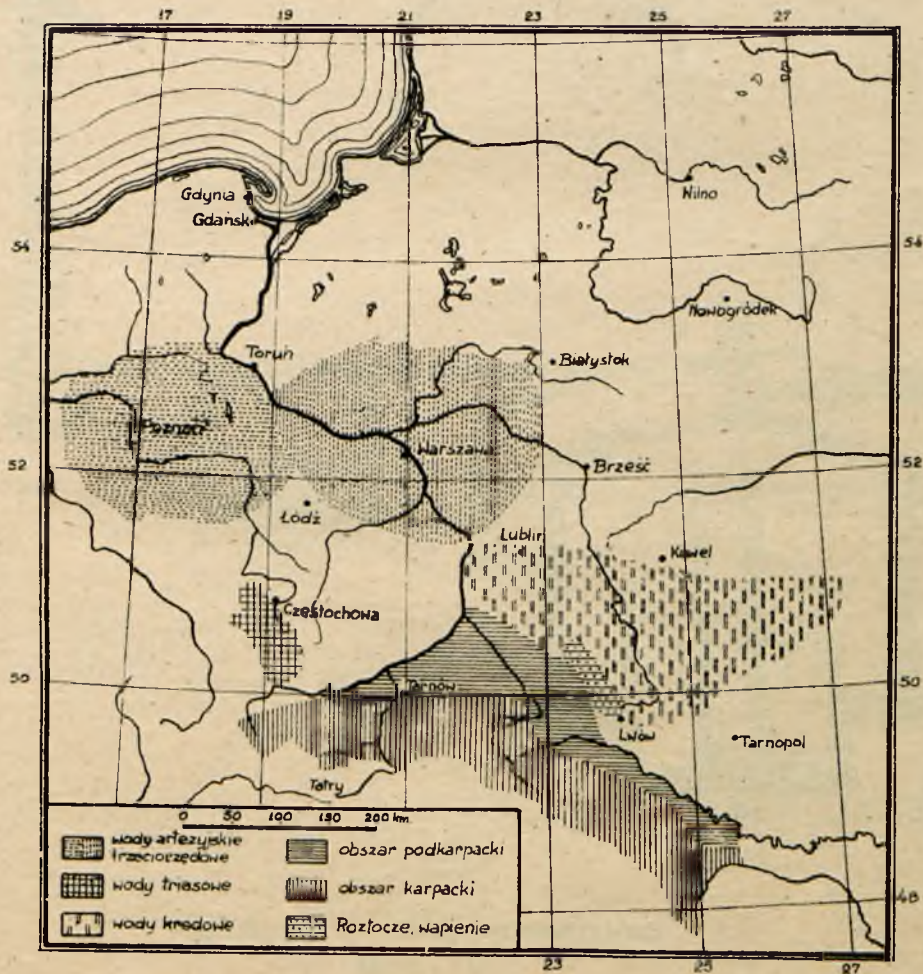 17 19 21 23 25 27
Gdynia
Gdańsk
Wilno
54 54
Nowogródek
Toruń
Białystok
Poznań
Warszawa
52 Brześć 52
Łódź
Lublin
Kowel
Częstochowa
50 Tarnów 50
Lwów
Tarnopol
Tatry
0 50 100 150 200 km
wody artezyjskie
trzeciorzędowe
obszar podkarpacki
wody triasowe
obszar karpacki
48
wody kredowe
Roztocze, wapienie
23 25 27